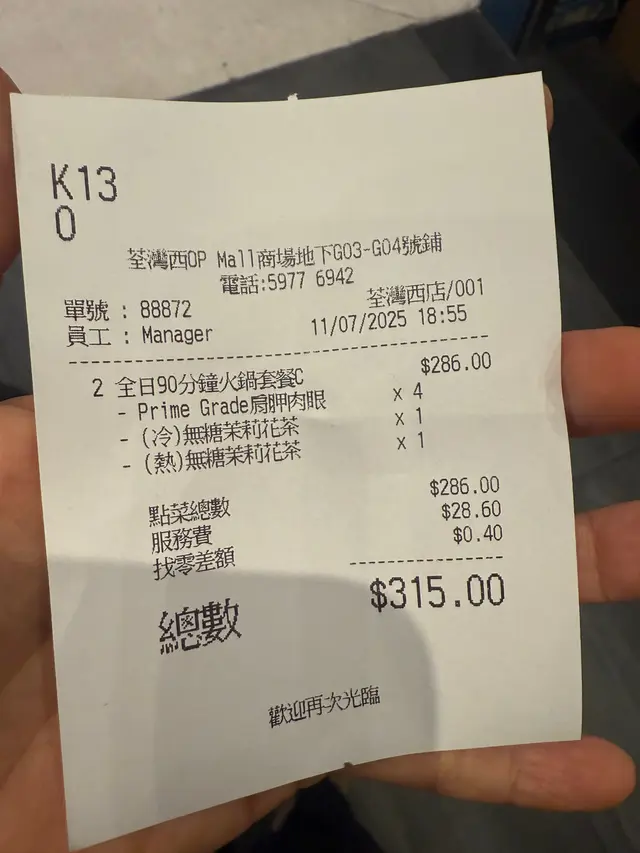 K13
0
荃灣西OP Mall商場地下G03-G04號鋪
電話:5977 6942
荃灣西店/001
單號 : 88872
員工 : Manager 11/07/2025 18:55
2 全日90分鐘火鍋套餐C $286.00
- Prime Grade肩胛肉眼 x 4
- (冷)無糖茉莉花茶 x 1
- (熱)無糖茉莉花茶 x 1
點菜總數 $286.00
服務費 $28.60
找零差額 $0.40
總數 $315.00
歡迎再次光臨